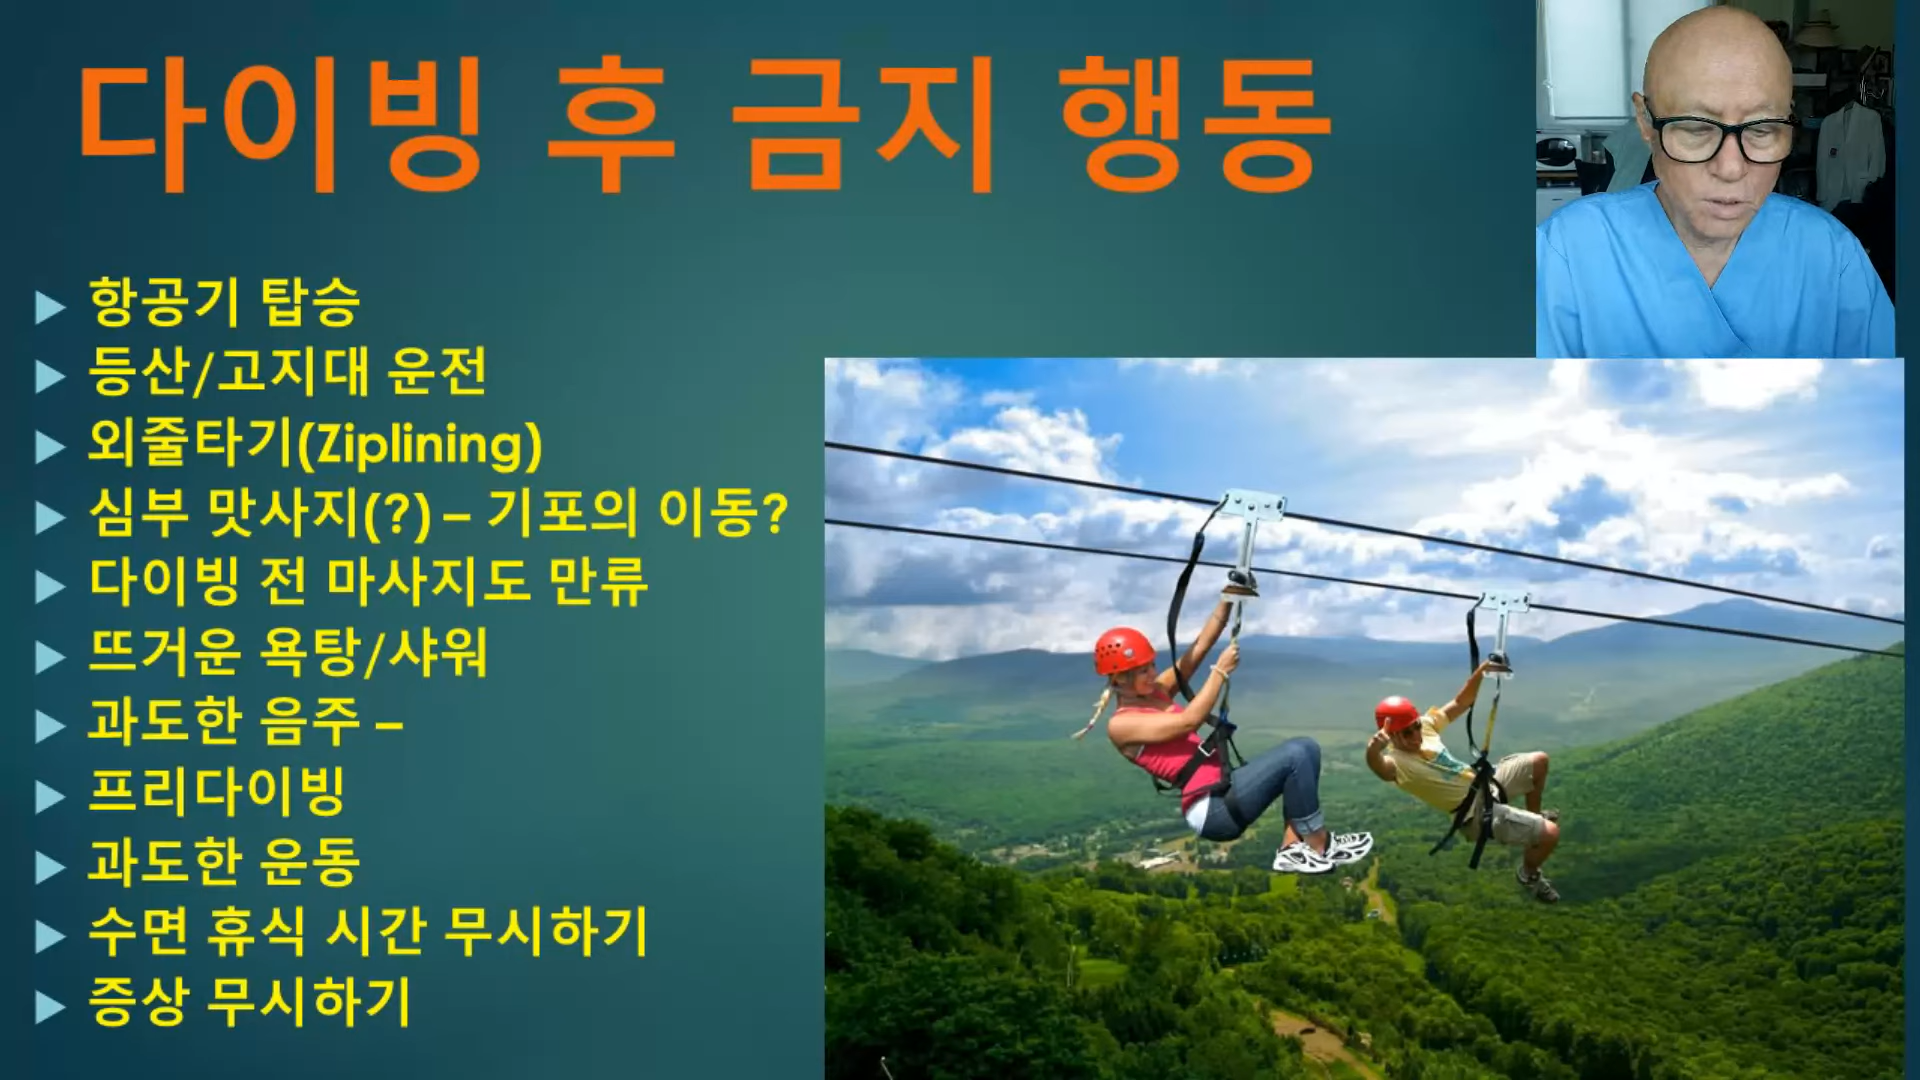 다이빙 후 금지 행동
항공기 탑승
등산/고지대 운전
외줄타기(Ziplining)
심부 맛사지(?) – 기포의 이동?
다이빙 전 마사지도 만류
뜨거운 욕탕/샤워
과도한 음주 –
프리다이빙
과도한 운동
수면 휴식 시간 무시하기
증상 무시하기